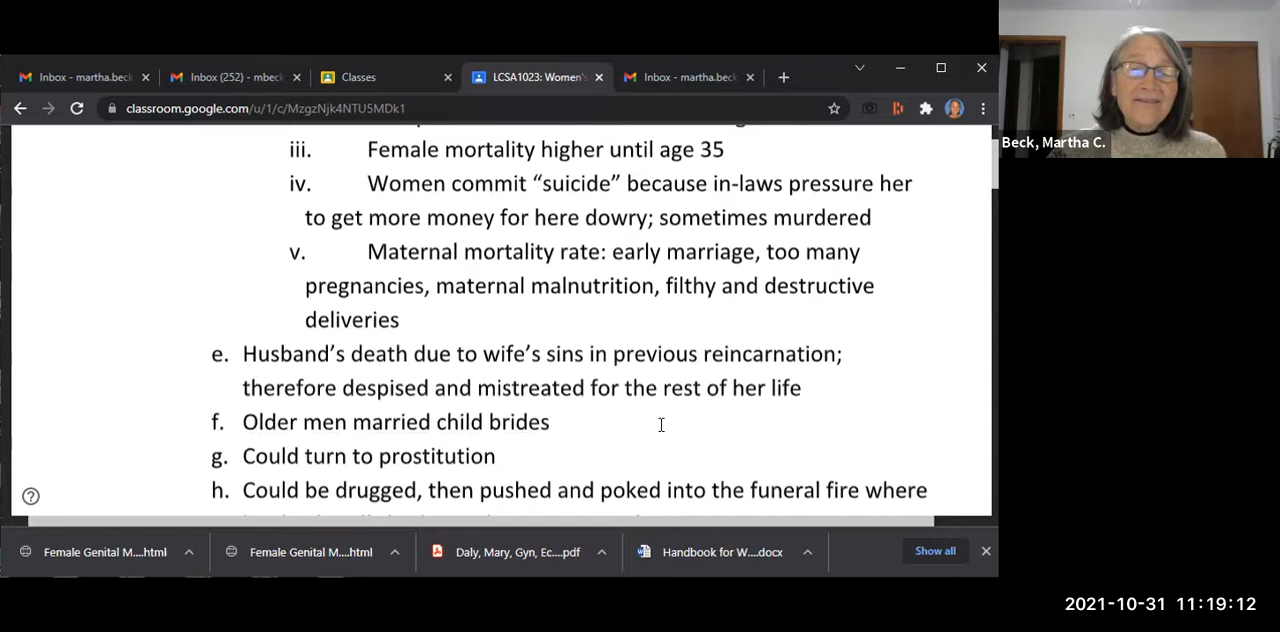 Inbox - martha.beck
Inbox (252) - mbeck
Classes
LCSA1023: Women's
Inbox - martha.beck
classroom.google.com/u/1/c/MzgzNjk4NTU5MDk1
Beck, Martha C.
iii. Female mortality higher until age 35
iv. Women commit “suicide” because in-laws pressure her
to get more money for here dowry; sometimes murdered
v. Maternal mortality rate: early marriage, too many
pregnancies, maternal malnutrition, filthy and destructive
deliveries
e. Husband’s death due to wife’s sins in previous reincarnation;
therefore despised and mistreated for the rest of her life
f. Older men married child brides
g. Could turn to prostitution
h. Could be drugged, then pushed and poked into the funeral fire where
Female Genital M....html
Female Genital M....html
Daly, Mary, Gyn, Ec....pdf
Handbook for W....docx
Show all
2021-10-31 11:19:12